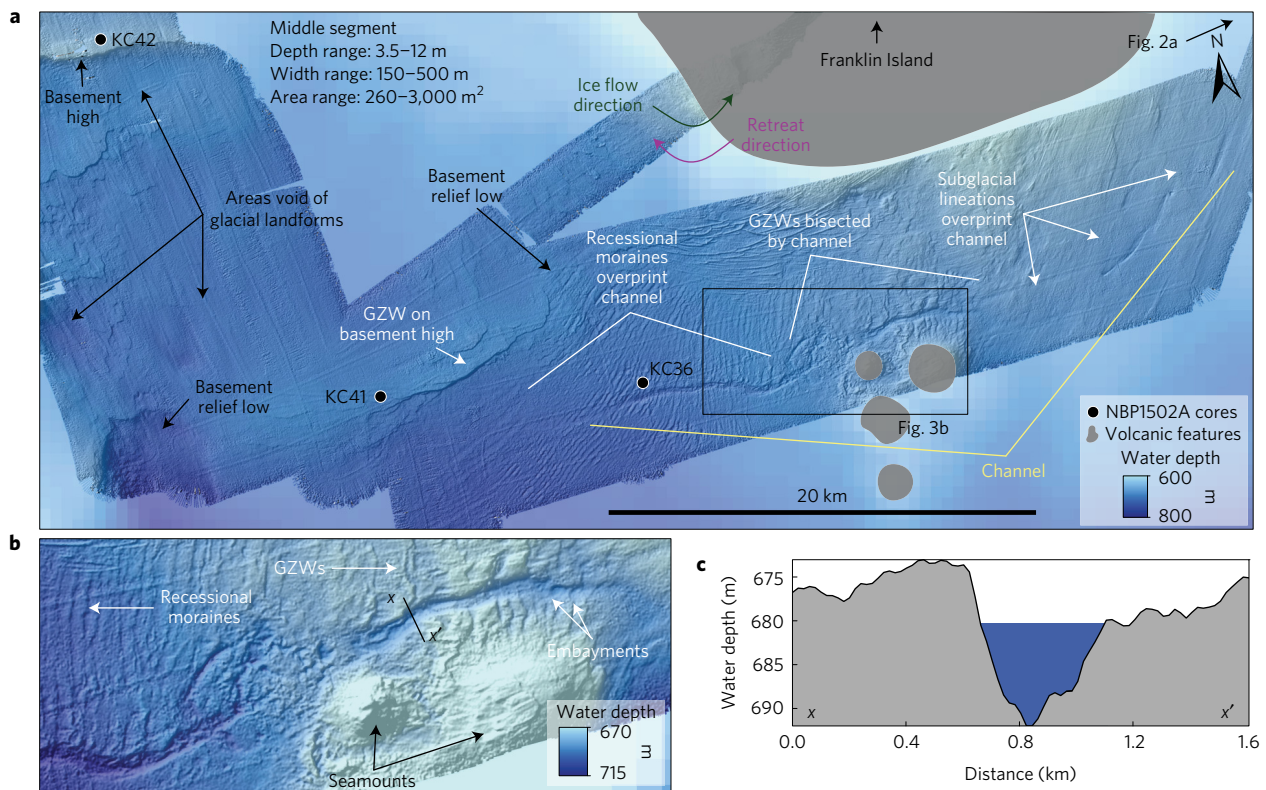 a
KC42
Middle segment
Depth range: 3.5–12 m
Width range: 150–500 m
Area range: 260–3,000 m²
Basement
high
Ice flow
direction
Retreat
direction
Franklin Island
Fig. 2a
N
Areas void of
glacial landforms
Basement
relief low
Recessional
moraines
overprint
channel
GZWs bisected
by channel
Subglacial
lineations
overprint
channel
GZW on
basement high
KC36
KC41
Basement
relief low
Fig. 3b
Channel
20 km
NBP1502A cores
Volcanic features
Water depth
600
m
800
b
GZWs
Recessional
moraines
x
x′
Embayments
Seamounts
Water depth
670
m
715
c
Water depth (m)
675
680
685
690
x
x′
0.0
0.4
0.8
1.2
1.6
Distance (km)